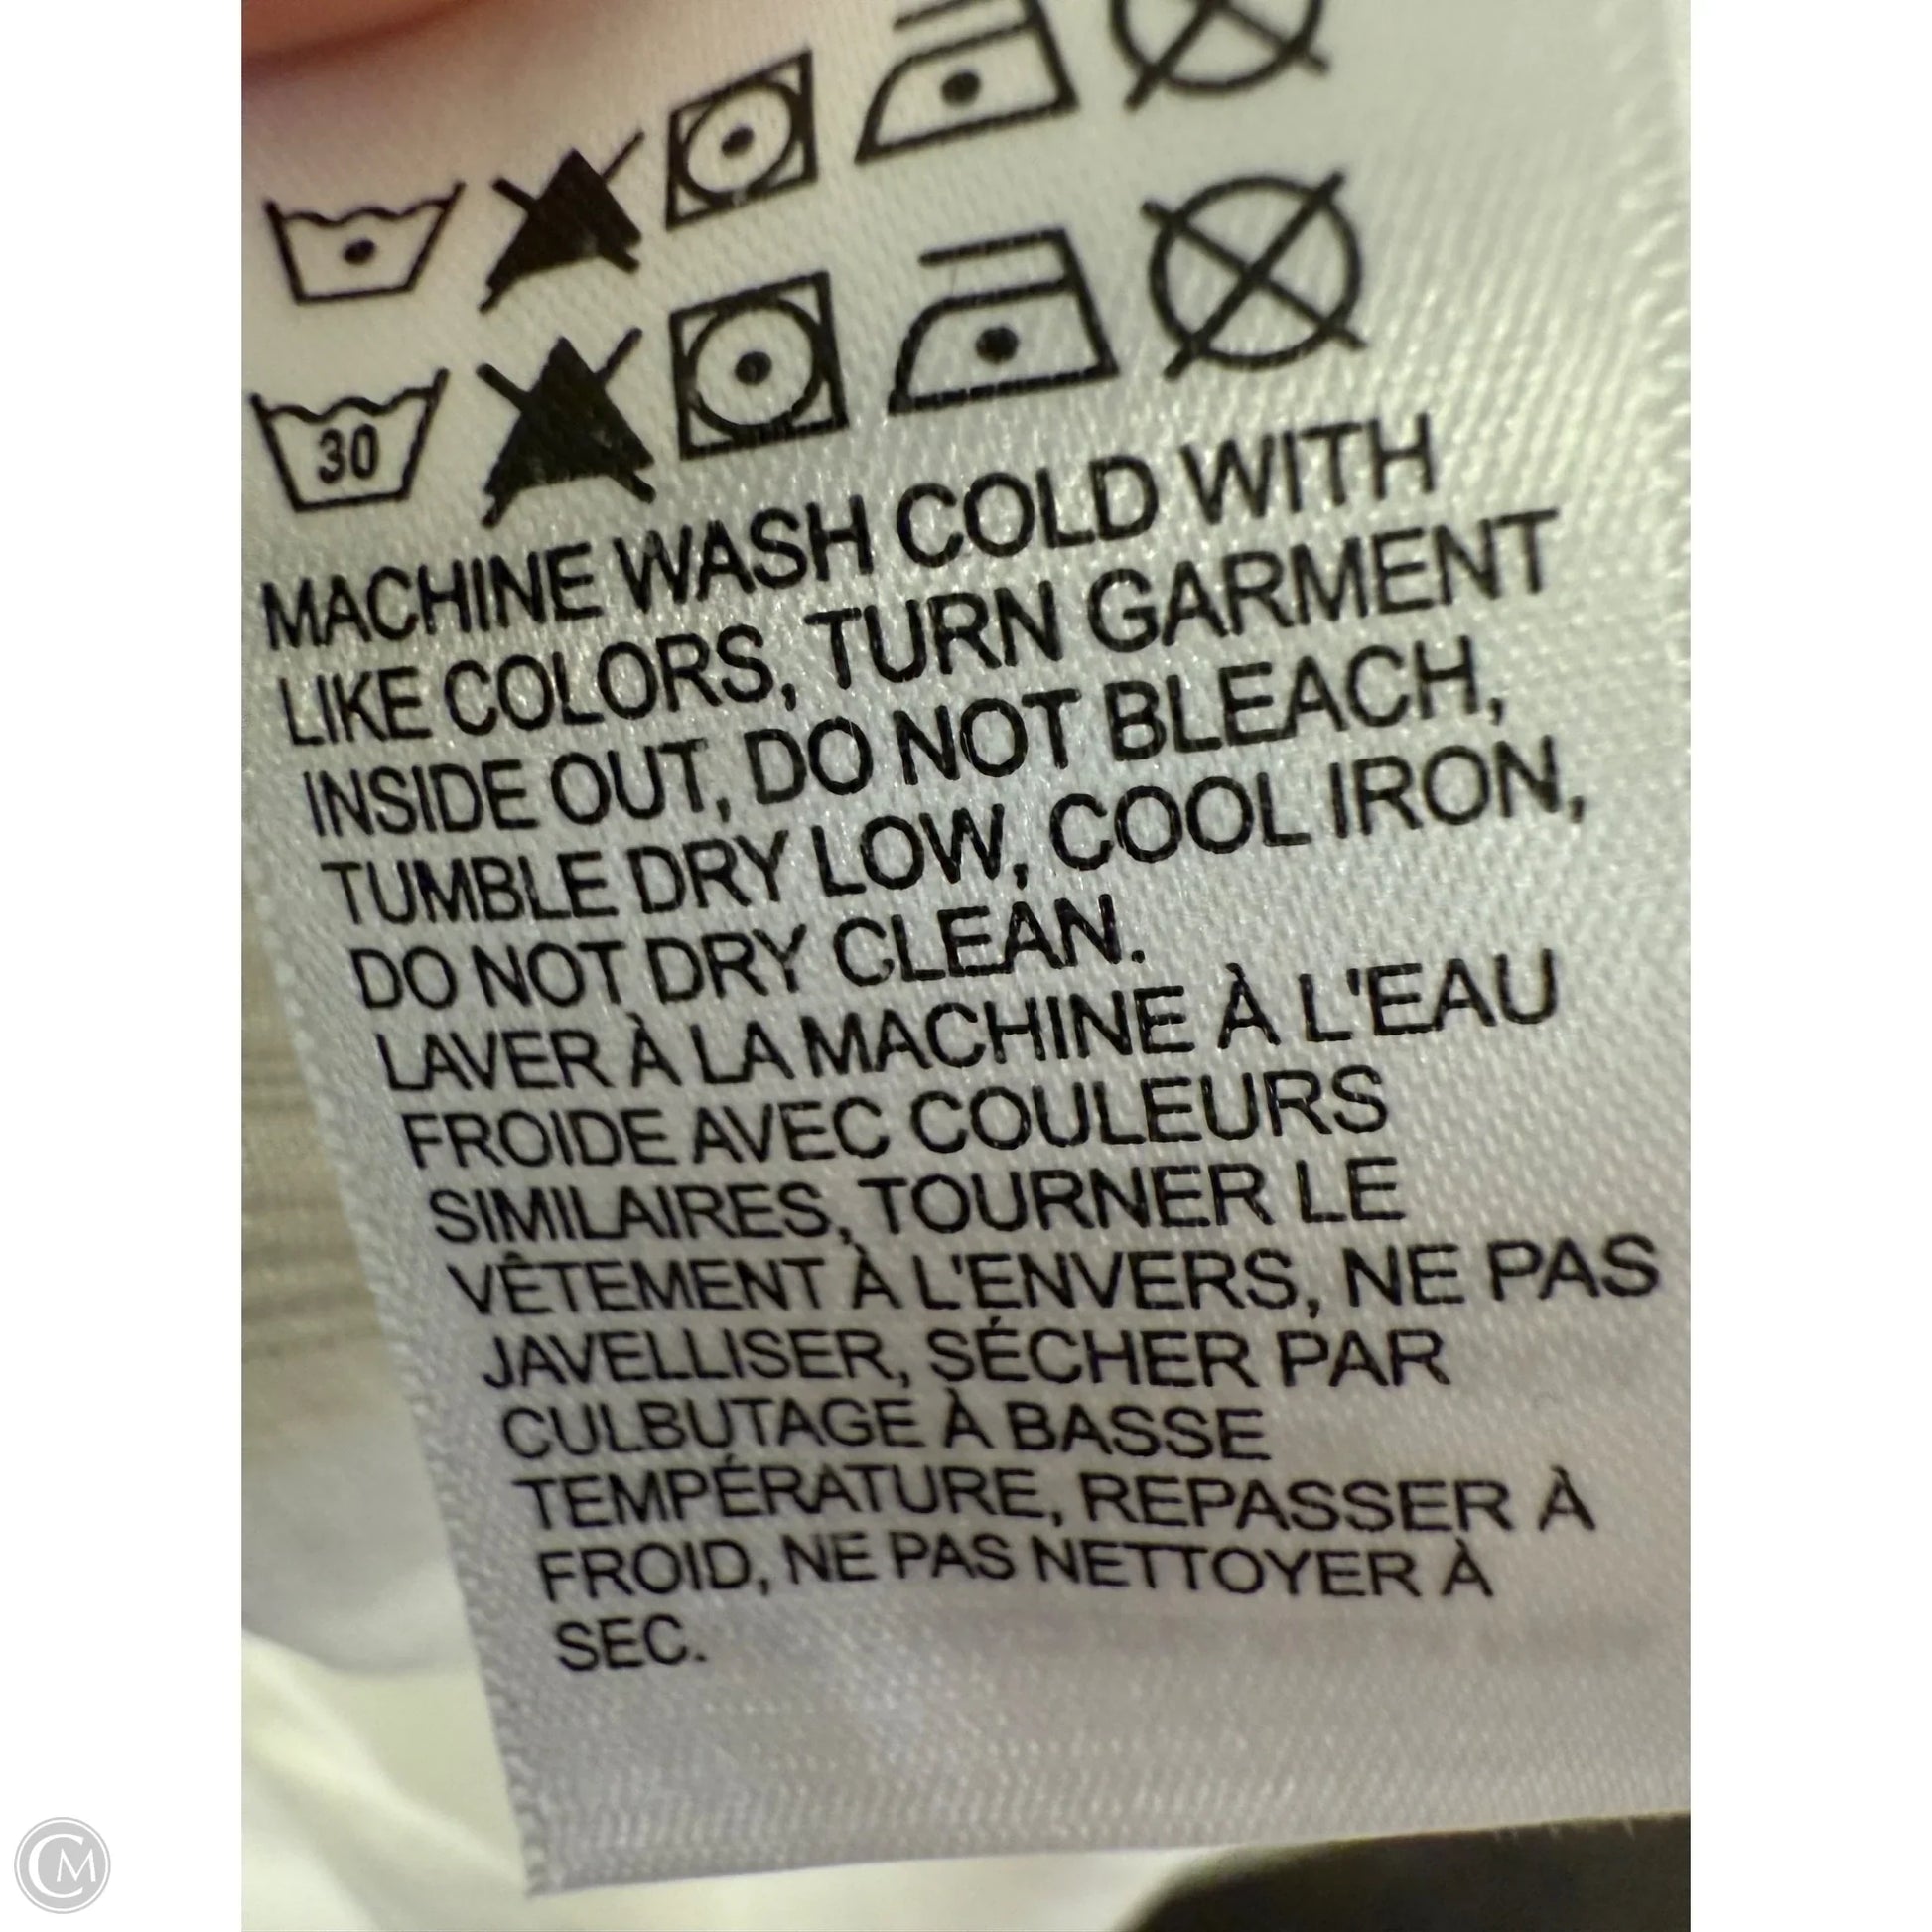 30
MACHINE WASH COLD WITH
LIKE COLORS, TURN GARMENT
INSIDE OUT, DO NOT BLEACH,
TUMBLE DRY LOW, COOL IRON,
DO NOT DRY CLEAN.
LAVER À LA MACHINE À L'EAU
FROIDE AVEC COULEURS
SIMILAIRES, TOURNER LE
VÊTEMENT À L'ENVERS, NE PAS
JAVELLISER, SÉCHER PAR
CULBUTAGE À BASSE
TEMPÉRATURE, REPASSER À
FROID, NE PAS NETTOYER À
SEC.
CM